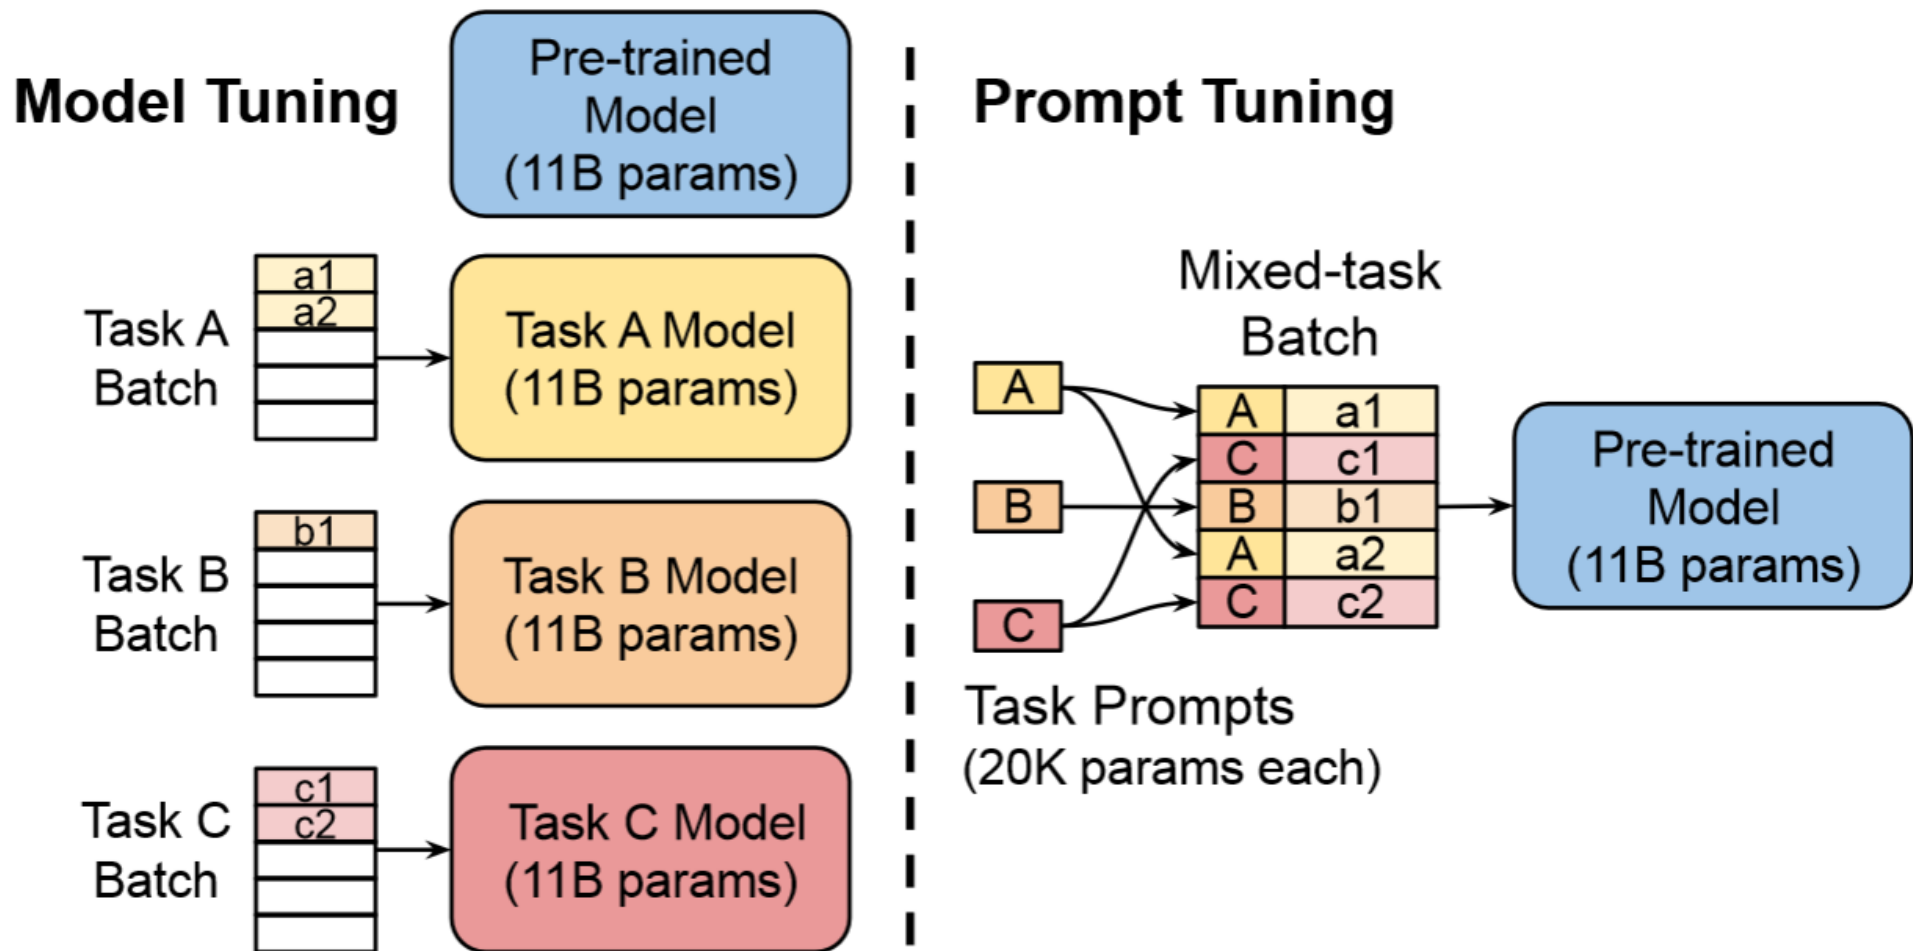 Model Tuning
Pre-trained
Model
(11B params)
Task A
Batch
a1
a2
Task A Model
(11B params)
Task B
Batch
b1
Task B Model
(11B params)
Task C
Batch
c1
c2
Task C Model
(11B params)
Prompt Tuning
Mixed-task
Batch
A
B
C
A a1
C c1
B b1
A a2
C c2
Task Prompts
(20K params each)
Pre-trained
Model
(11B params)